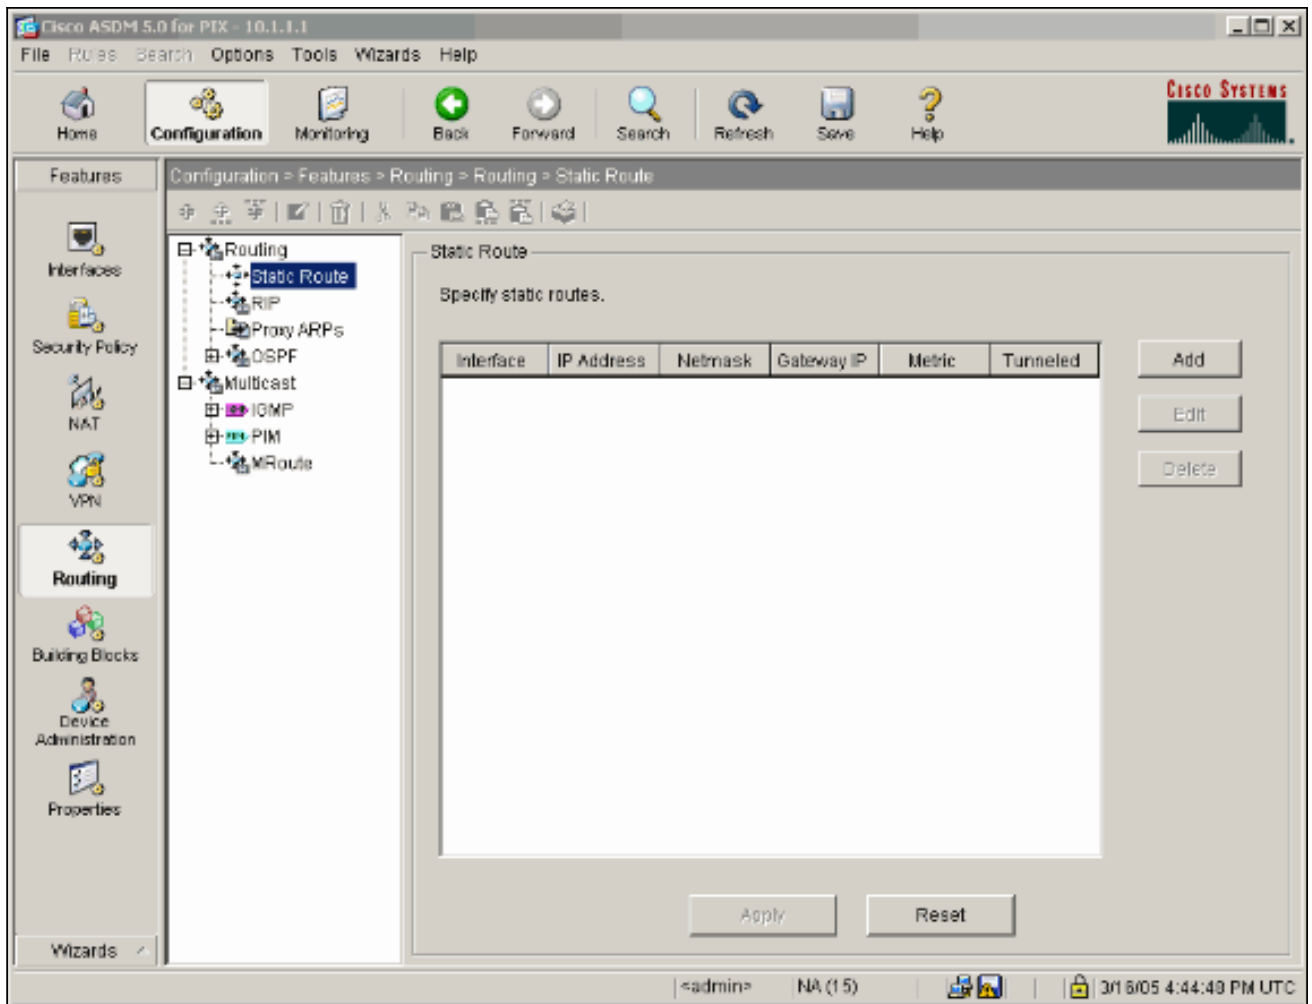 Cisco ASDM 5.0 for PIX - 10.1.1.1
File Rules Search Options Tools Wizards Help
Home Configuration Monitoring Back Forward Search Refresh Save Help
CISCO SYSTEMS
Features
Configuration > Features > Routing > Routing > Static Route
Interfaces
Security Policy
NAT
VPN
Routing
Building Blocks
Device
Administration
Properties
Wizards
Routing
Static Route
RIP
Proxy ARPs
OSPF
Multicast
IGMP
PIM
MRoute
Static Route
Specify static routes.
Interface IP Address Netmask Gateway IP Metric Tunneled
Add
Edit
Delete
Apply Reset
<admin> NA (15) 3/16/05 4:44:48 PM UTC